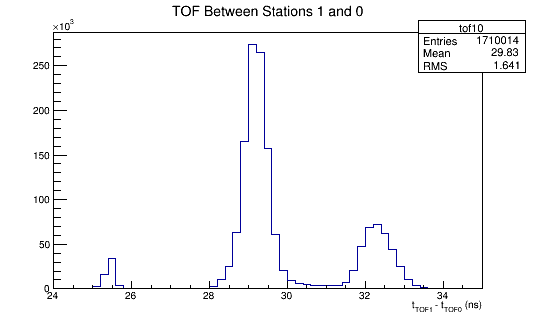 TOF Between Stations 1 and 0
×10³
tof10
Entries 1710014
Mean 29.83
RMS 1.641
250
200
150
100
50
0
24 26 28 30 32 34
t_TOF1 - t_TOF0 (ns)